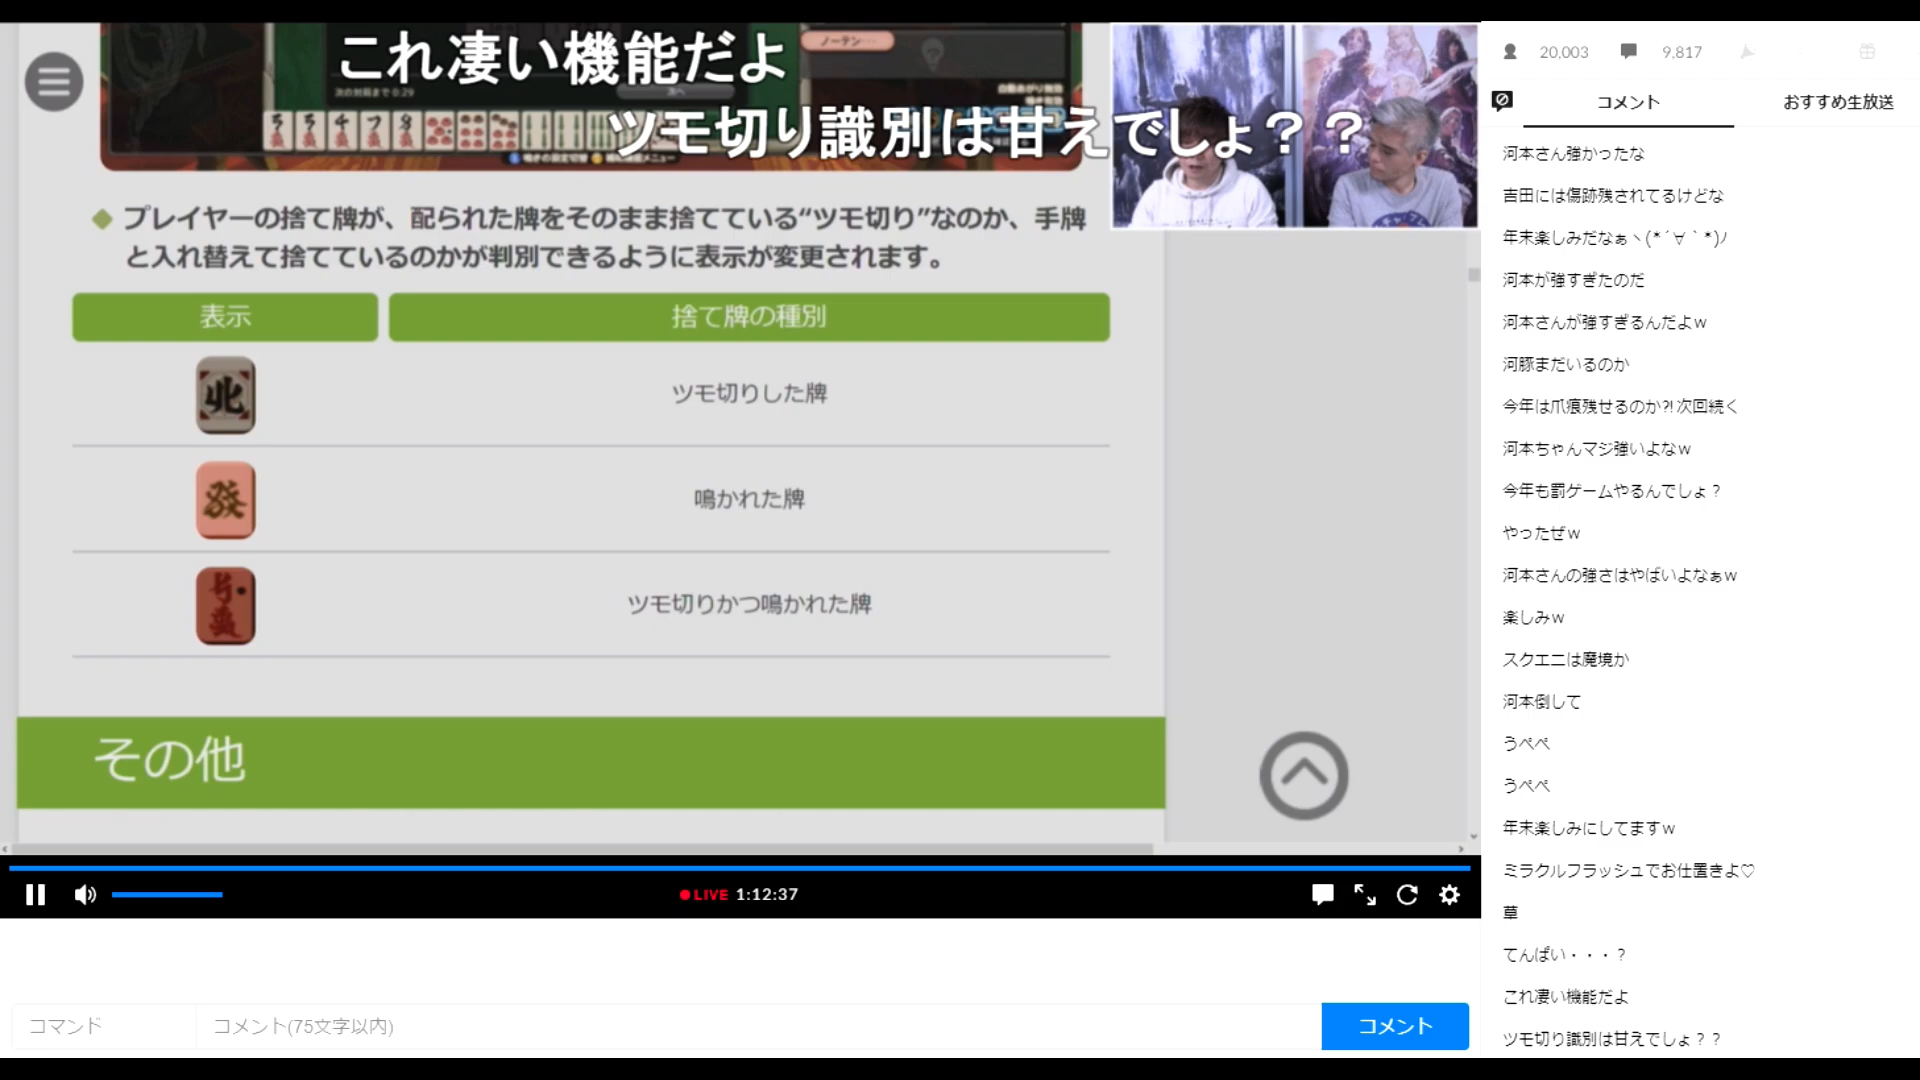 これ凄い機能だよ
ノーテン…
次の対局まで 0:29
次へ
ツモ切り識別は甘えでしょ？？
プレイヤーの捨て牌が、配られた牌をそのまま捨てている“ツモ切り”なのか、手牌
と入れ替えて捨てているのかが判別できるように表示が変更されます。
表示
捨て牌の種別
北
ツモ切りした牌
發
鳴かれた牌
ツモ切りかつ鳴かれた牌
その他
LIVE 1:12:37
コマンド
コメント(75文字以内)
コメント
20,003
9,817
コメント
おすすめ生放送
河本さん強かったな
吉田には傷跡残されてるけどな
年末楽しみだなぁヽ(*´∀｀*)ﾉ
河本が強すぎたのだ
河本さんが強すぎるんだよｗ
河豚まだいるのか
今年は爪痕残せるのか?!次回続く
河本ちゃんマジ強いよなｗ
今年も罰ゲームやるんでしょ？
やったぜｗ
河本さんの強さはやばいよなぁｗ
楽しみｗ
スクエニは魔境か
河本倒して
うぺぺ
うぺぺ
年末楽しみにしてますｗ
ミラクルフラッシュでお仕置きよ♡
草
てんぱい・・・？
これ凄い機能だよ
ツモ切り識別は甘えでしょ？？